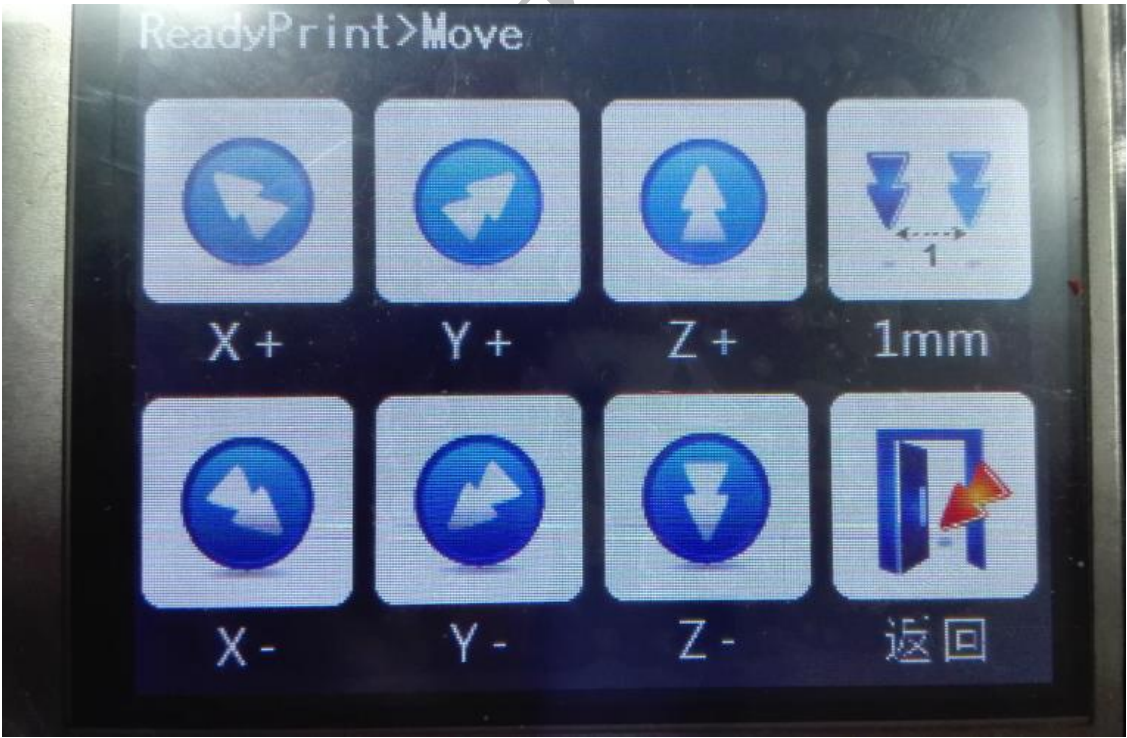 ReadyPrint>Move
1
X+ Y+ Z+ 1mm
X- Y- Z- 返回